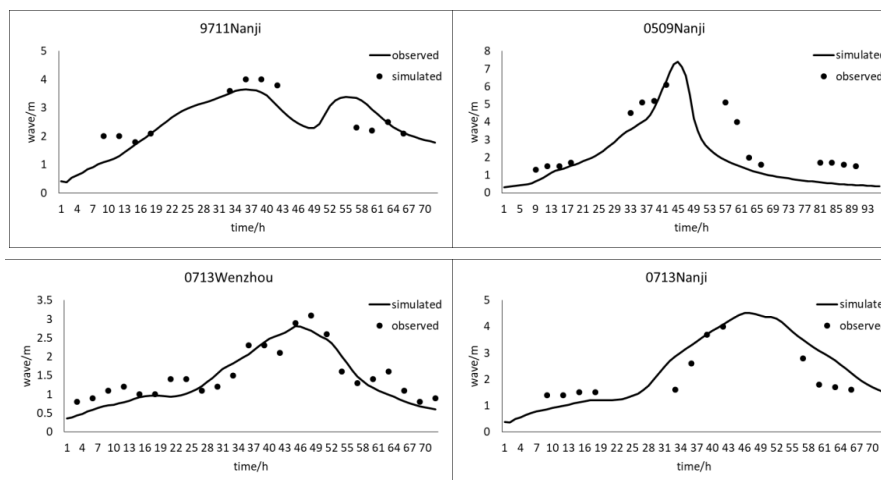 9711Nanji
5
4
3
2
1
0
wave/m
1 4 7 10 13 16 19 22 25 28 31 34 37 40 43 46 49 52 55 58 61 64 67 70
time/h
observed
simulated
0509Nanji
8
7
6
5
4
3
2
1
0
wave/m
1 5 9 13 17 21 25 29 33 37 41 45 49 53 57 61 65 69 73 77 81 85 89 93
time/h
simulated
observed
0713Wenzhou
3.5
3
2.5
2
1.5
1
0.5
0
wave/m
1 4 7 10 13 16 19 22 25 28 31 34 37 40 43 46 49 52 55 58 61 64 67 70
time/h
simulated
observed
0713Nanji
5
4
3
2
1
0
wave/m
1 4 7 10 13 16 19 22 25 28 31 34 37 40 43 46 49 52 55 58 61 64 67 70
time/h
simulated
observed